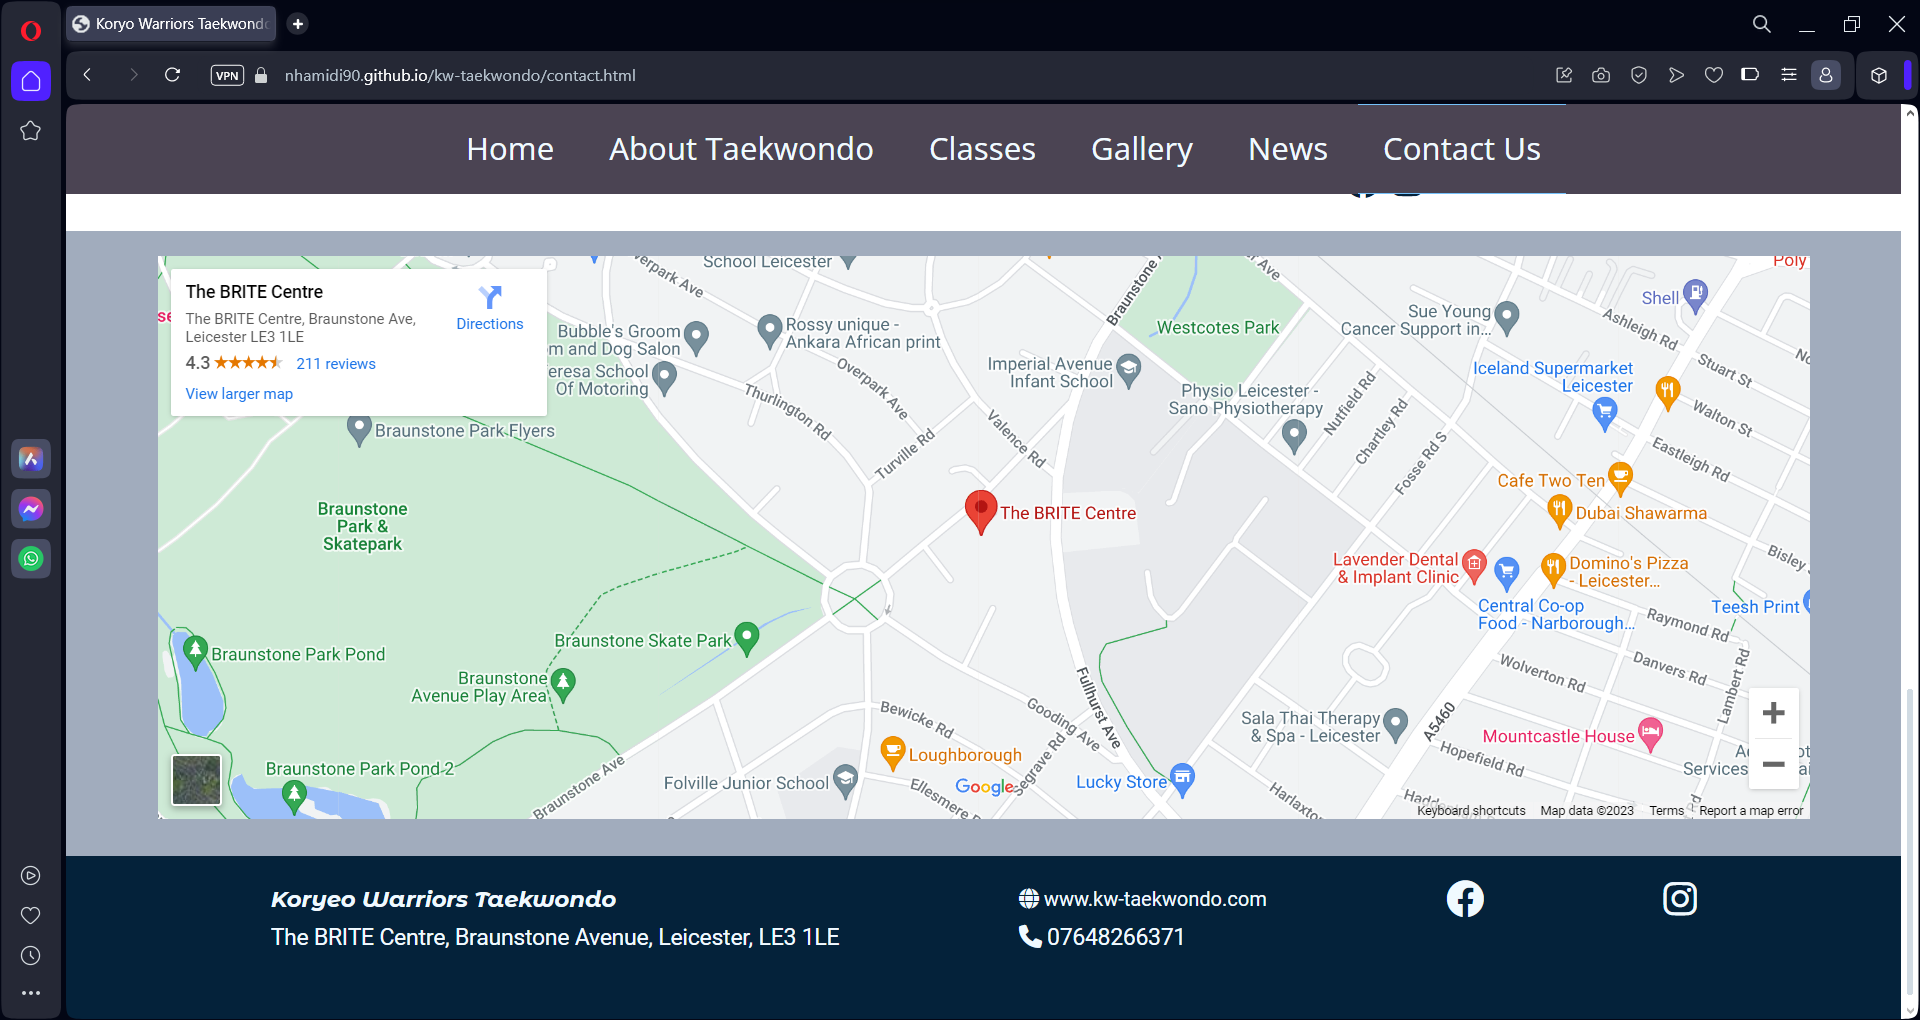 Koryo Warriors Taekwondo
VPN
nhamidi90.github.io/kw-taekwondo/contact.html
Home
About Taekwondo
Classes
Gallery
News
Contact Us
The BRITE Centre
The BRITE Centre, Braunstone Ave,
Leicester LE3 1LE
4.3
211 reviews
View larger map
Directions
School Leicester
Bubble's Groom
m and Dog Salon
eresa School
Of Motoring
Rossy unique -
Ankara African print
verpark Ave
Overpark Ave
Thurlington Rd
Turville Rd
Valence Rd
Braunstone
Imperial Avenue
Infant School
Westcotes Park
Physio Leicester -
Sano Physiotherapy
Sue Young
Cancer Support in...
Shell
Poly
Ashleigh Rd
Stuart St
Walton St
Eastleigh Rd
Iceland Supermarket
Leicester
Nutfield Rd
Chartley Rd
Fosse Rd S
Cafe Two Ten
Dubai Shawarma
Bisley
Braunstone Park Flyers
Braunstone
Park &
Skatepark
The BRITE Centre
Lavender Dental
& Implant Clinic
Domino's Pizza
- Leicester...
Central Co-op
Food - Narborough...
Teesh Print
Raymond Rd
Danvers Rd
Wolverton Rd
Lambert Rd
Braunstone Skate Park
Braunstone Park Pond
Braunstone
Avenue Play Area
Fullhurst Ave
Gooding Ave
Bewicke Rd
Segrave Rd
Sala Thai Therapy
& Spa - Leicester
A5460
Mountcastle House
Hopefield Rd
Services
Loughborough
Braunstone Park Pond 2
Braunstone Ave
Folville Junior School
Ellesmere R
Google
Lucky Store
Harlaxton
Keyboard shortcuts
Map data ©2023
Terms
Report a map error
Koryeo Warriors Taekwondo
The BRITE Centre, Braunstone Avenue, Leicester, LE3 1LE
www.kw-taekwondo.com
07648266371